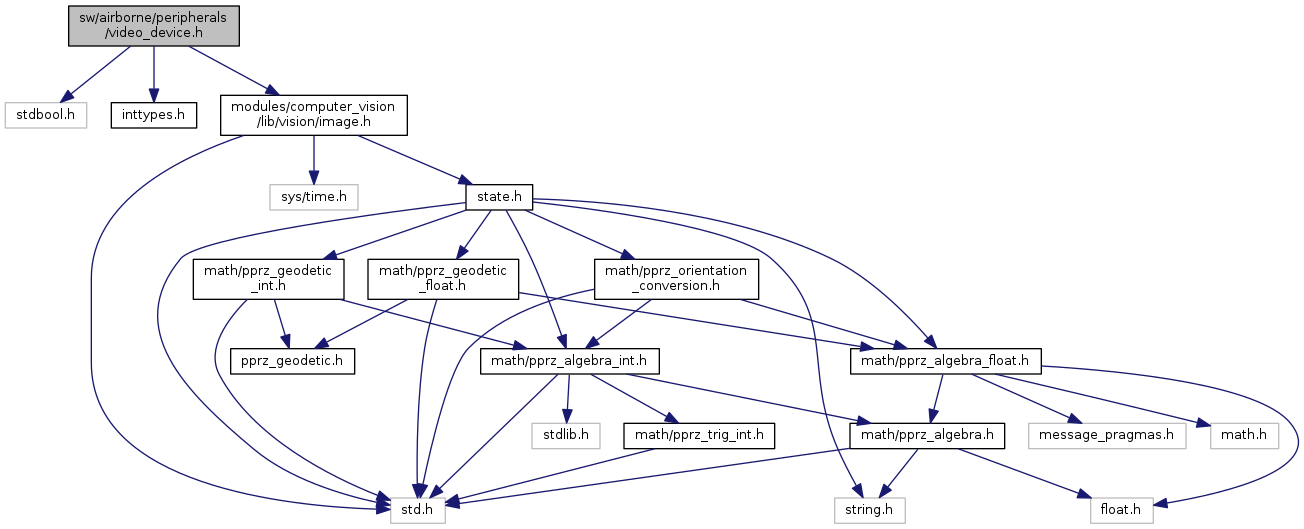 sw/airborne/peripherals
/video_device.h
stdbool.h
inttypes.h
modules/computer_vision
/lib/vision/image.h
sys/time.h
state.h
math/pprz_geodetic
_int.h
math/pprz_geodetic
_float.h
math/pprz_orientation
_conversion.h
pprz_geodetic.h
math/pprz_algebra_int.h
math/pprz_algebra_float.h
stdlib.h
math/pprz_trig_int.h
math/pprz_algebra.h
message_pragmas.h
math.h
std.h
string.h
float.h